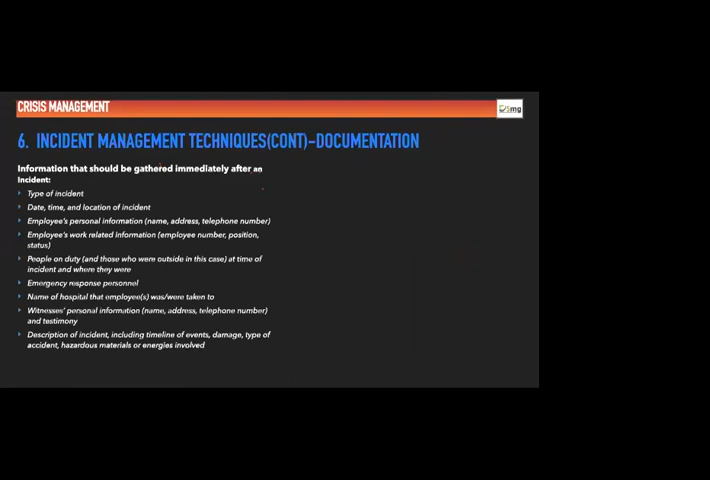 CRISIS MANAGEMENT
smg
6. INCIDENT MANAGEMENT TECHNIQUES(CONT)-DOCUMENTATION
Information that should be gathered immediately after an
Incident:
Type of incident
Date, time, and location of incident
Employee's personal information (name, address, telephone number)
Employee's work related Information (employee number, position,
status)
People on duty (and those who were outside in this case) at time of
incident and where they were
Emergency response personnel
Name of hospital that employee(s) was/were taken to
Witnesses' personal information (name, address, telephone number)
and testimony
Description of incident, including timeline of events, damage, type of
accident, hazardous materials or energies involved